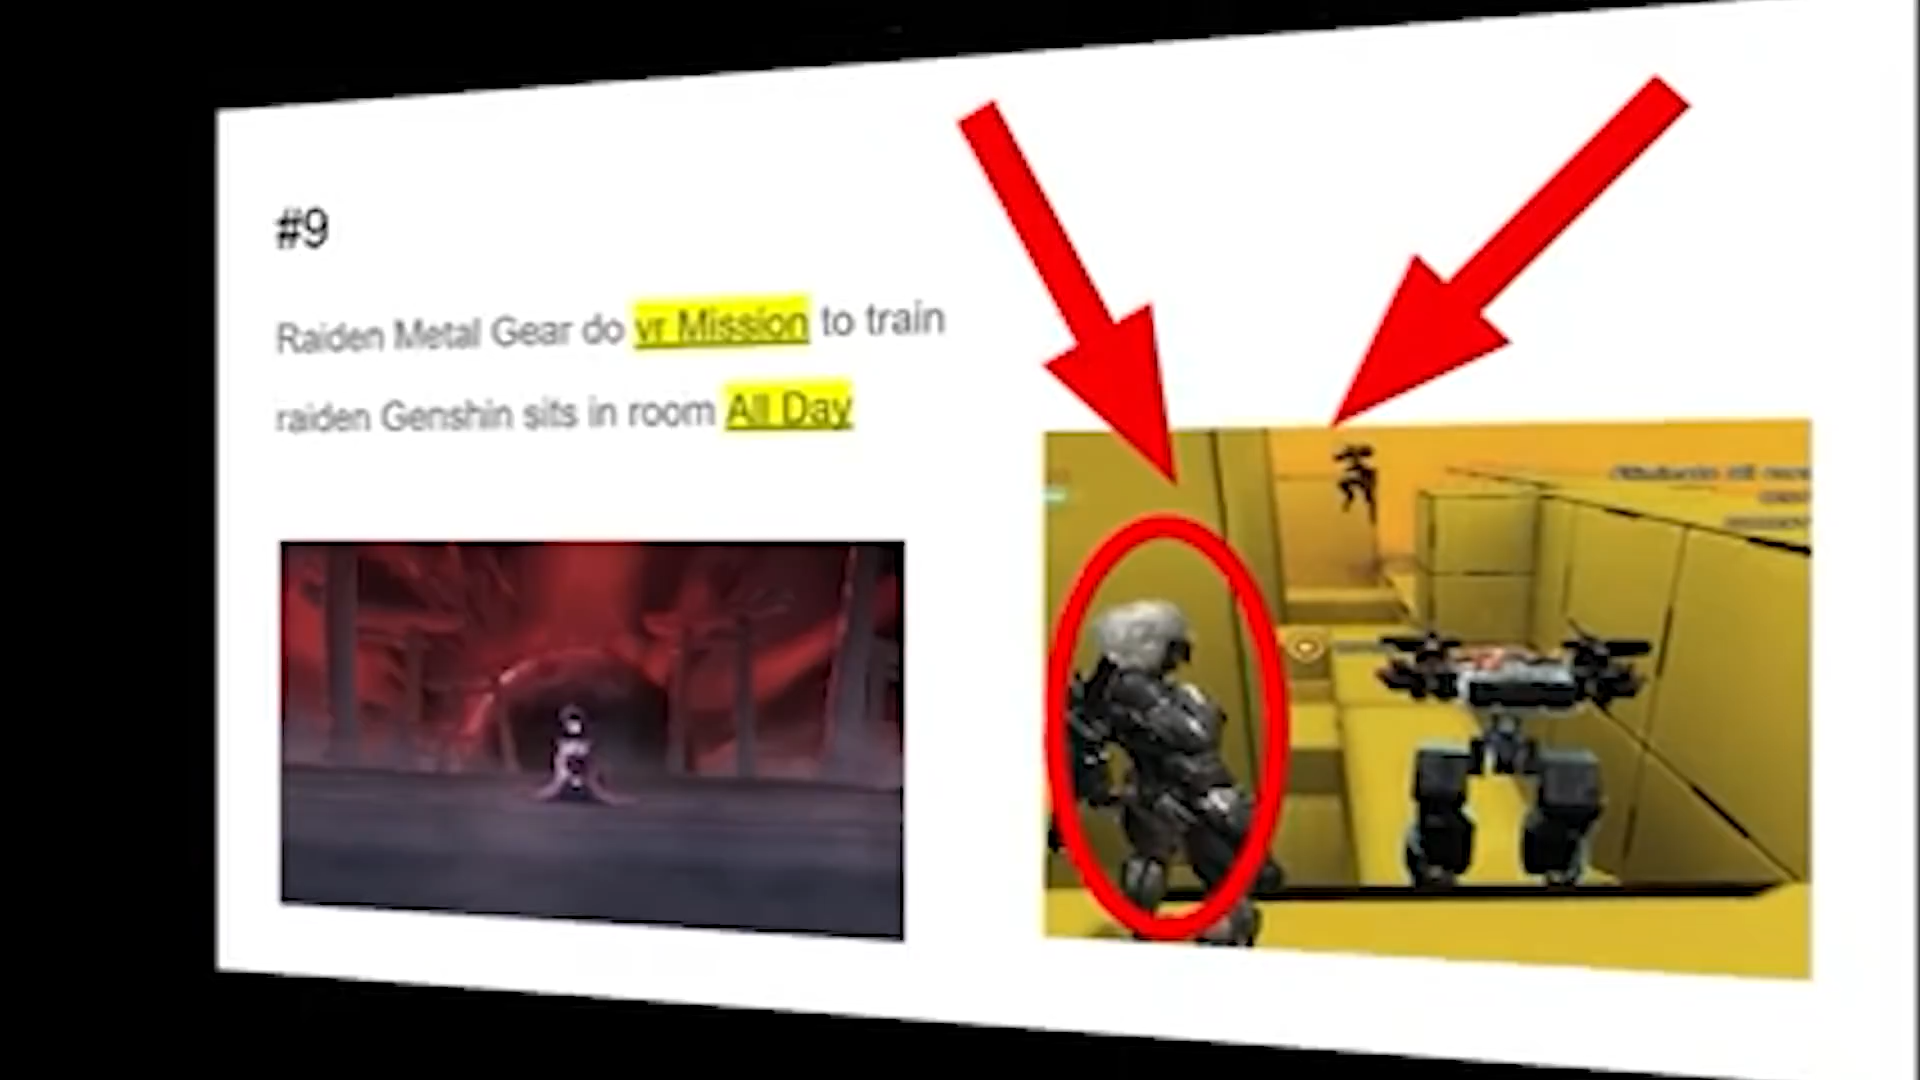 #9
Raiden Metal Gear do vr Mission to train
raiden Genshin sits in room All Day